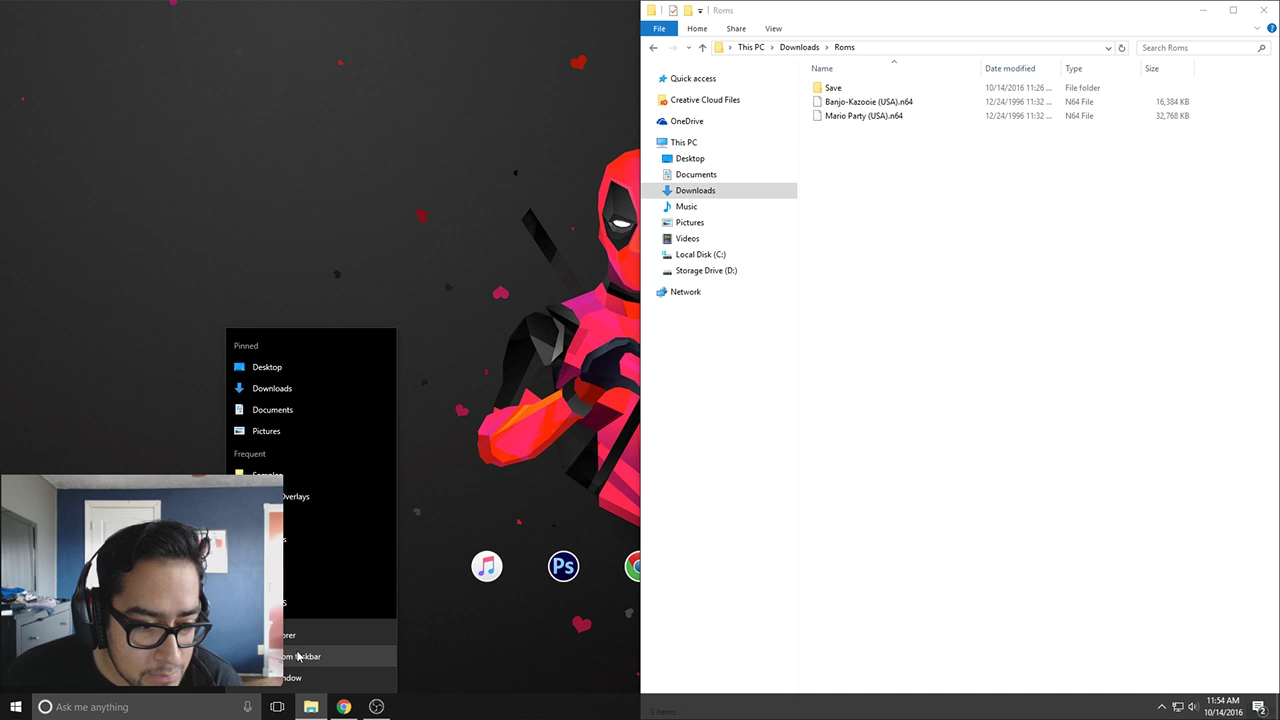 Roms
File
Home
Share
View
This PC
Downloads
Roms
Search Roms
Name
Date modified
Type
Size
Save
10/14/2016 11:26 ...
File folder
Banjo-Kazooie (USA).n64
12/24/1996 11:32 ...
N64 File
16,384 KB
Mario Party (USA).n64
12/24/1996 11:32 ...
N64 File
32,768 KB
Quick access
Creative Cloud Files
OneDrive
This PC
Desktop
Documents
Downloads
Music
Pictures
Videos
Local Disk (C:)
Storage Drive (D:)
Network
3 items
Pinned
Desktop
Downloads
Documents
Pictures
Frequent
Overlays
Ps
Ask me anything
11:54 AM
10/14/2016
2